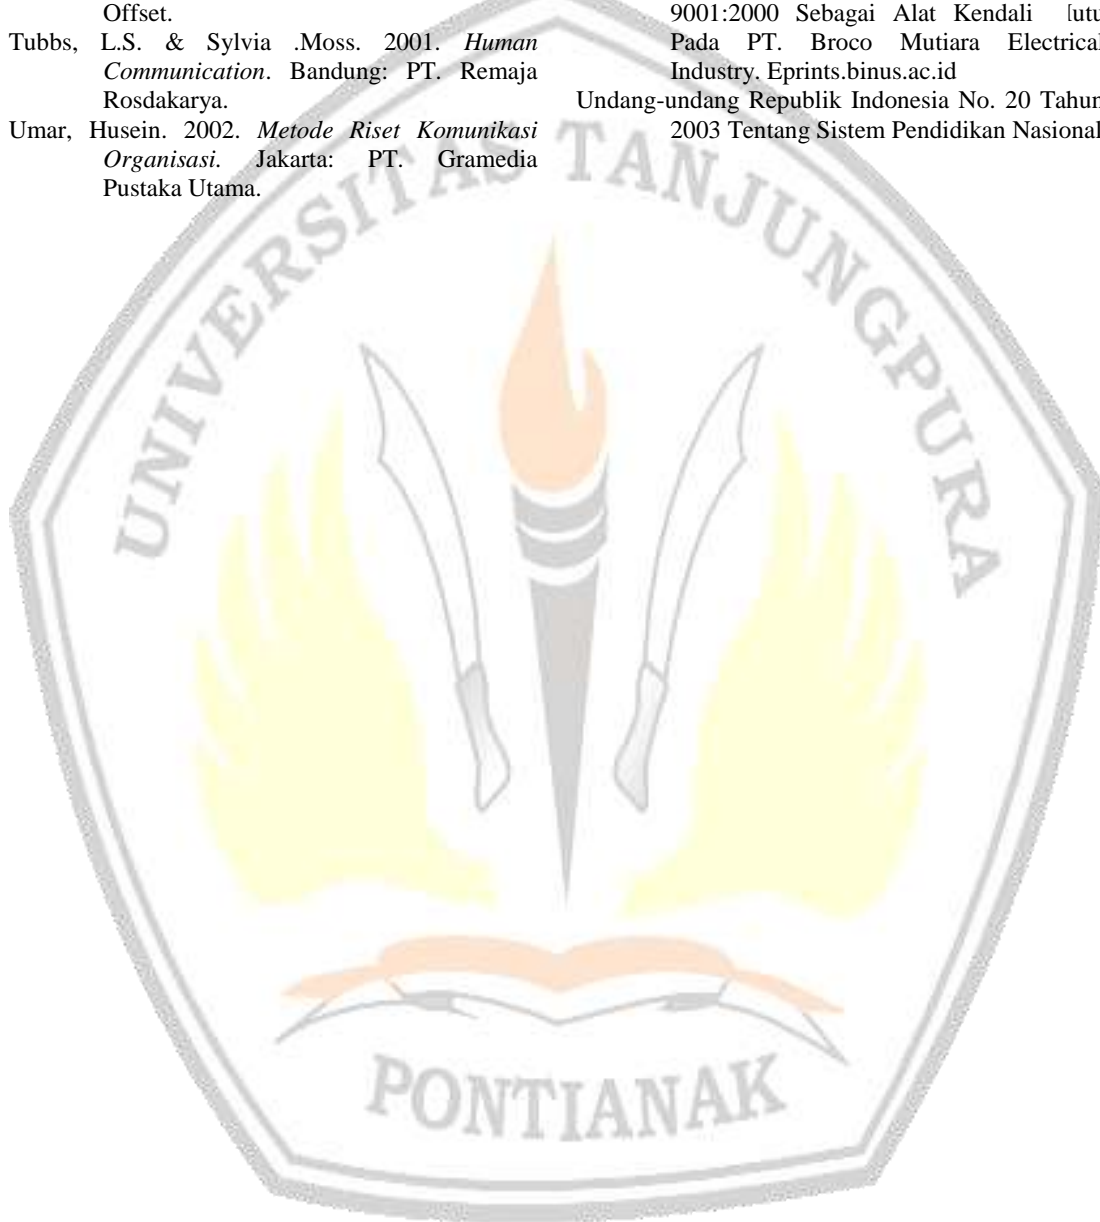 Offset.
Tubbs, L.S. & Sylvia .Moss. 2001. Human
Communication. Bandung: PT. Remaja
Rosdakarya.
Umar, Husein. 2002. Metode Riset Komunikasi
Organisasi. Jakarta: PT. Gramedia
Pustaka Utama.
9001:2000 Sebagai Alat Kendali utu
Pada PT. Broco Mutiara Electrical
Industry. Eprints.binus.ac.id
Undang-undang Republik Indonesia No. 20 Tahun
2003 Tentang Sistem Pendidikan Nasional
UNIVERSITAS TANJUNGPURA
PONTIANAK